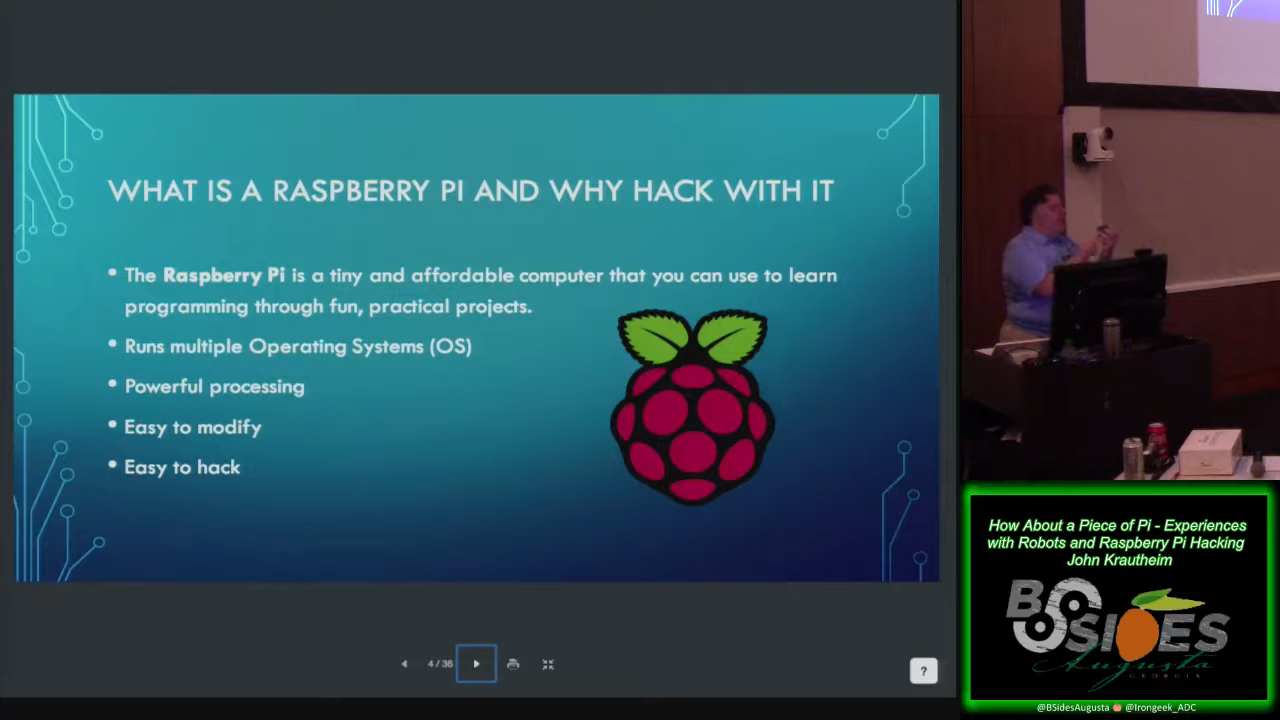 WHAT IS A RASPBERRY PI AND WHY HACK WITH IT
• The Raspberry Pi is a tiny and affordable computer that you can use to learn
programming through fun, practical projects.
• Runs multiple Operating Systems (OS)
• Powerful processing
• Easy to modify
• Easy to hack
4 / 36
?
How About a Piece of Pi - Experiences
with Robots and Raspberry Pi Hacking
John Krautheim
BSIDES
Augusta
GEORGIA
@BSidesAugusta @Irongeek_ADC